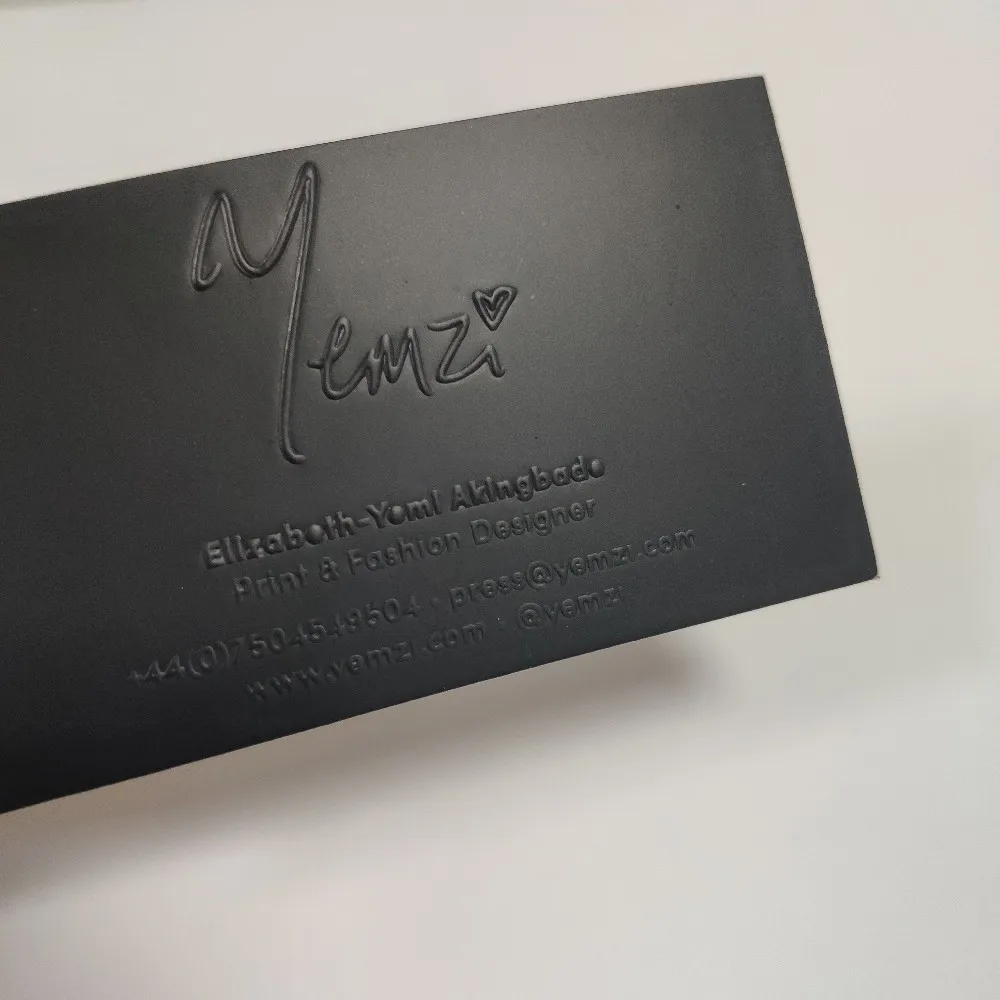 Yemzi
Elizabeth-Yemi Akingbade
Print & Fashion Designer
+44(0)7504549504 · press@yemzi.com
www.yemzi.com · @yemzi